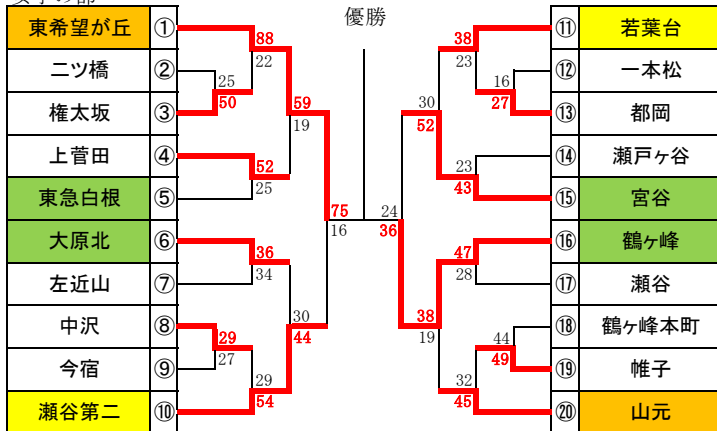 優勝
東希望が丘 ①
二ツ橋 ②
権太坂 ③
上菅田 ④
東急白根 ⑤
大原北 ⑥
左近山 ⑦
中沢 ⑧
今宿 ⑨
瀬谷第二 ⑩
88
22
25
50
59
19
52
25
75
16
36
34
30
44
29
27
29
54
38
23
16
27
30
52
23
43
24
36
47
28
38
19
44
49
32
45
⑪ 若葉台
⑫ 一本松
⑬ 都岡
⑭ 瀬戸ヶ谷
⑮ 宮谷
⑯ 鶴ヶ峰
⑰ 瀬谷
⑱ 鶴ヶ峰本町
⑲ 帷子
⑳ 山元